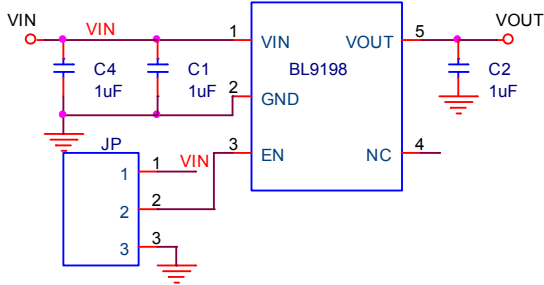 VIN
VIN
1
5
VOUT
VIN
VOUT
C4
1uF
C1
1uF
BL9198
C2
1uF
2
GND
3
EN
NC
4
JP
1
1
VIN
2
2
3
3